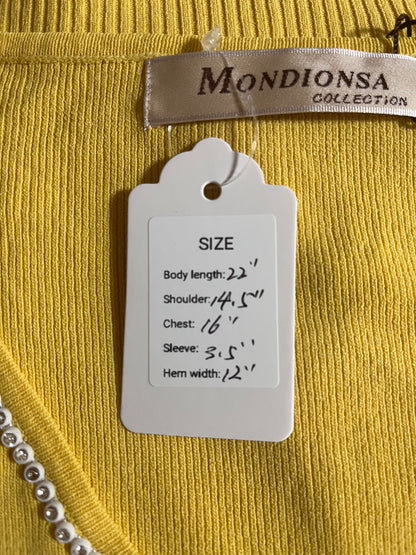 MONDIONSA
COLLECTION
SIZE
Body length: 22"
Shoulder: 14.5"
Chest: 16"
Sleeve: 3.5"
Hem width: 12"